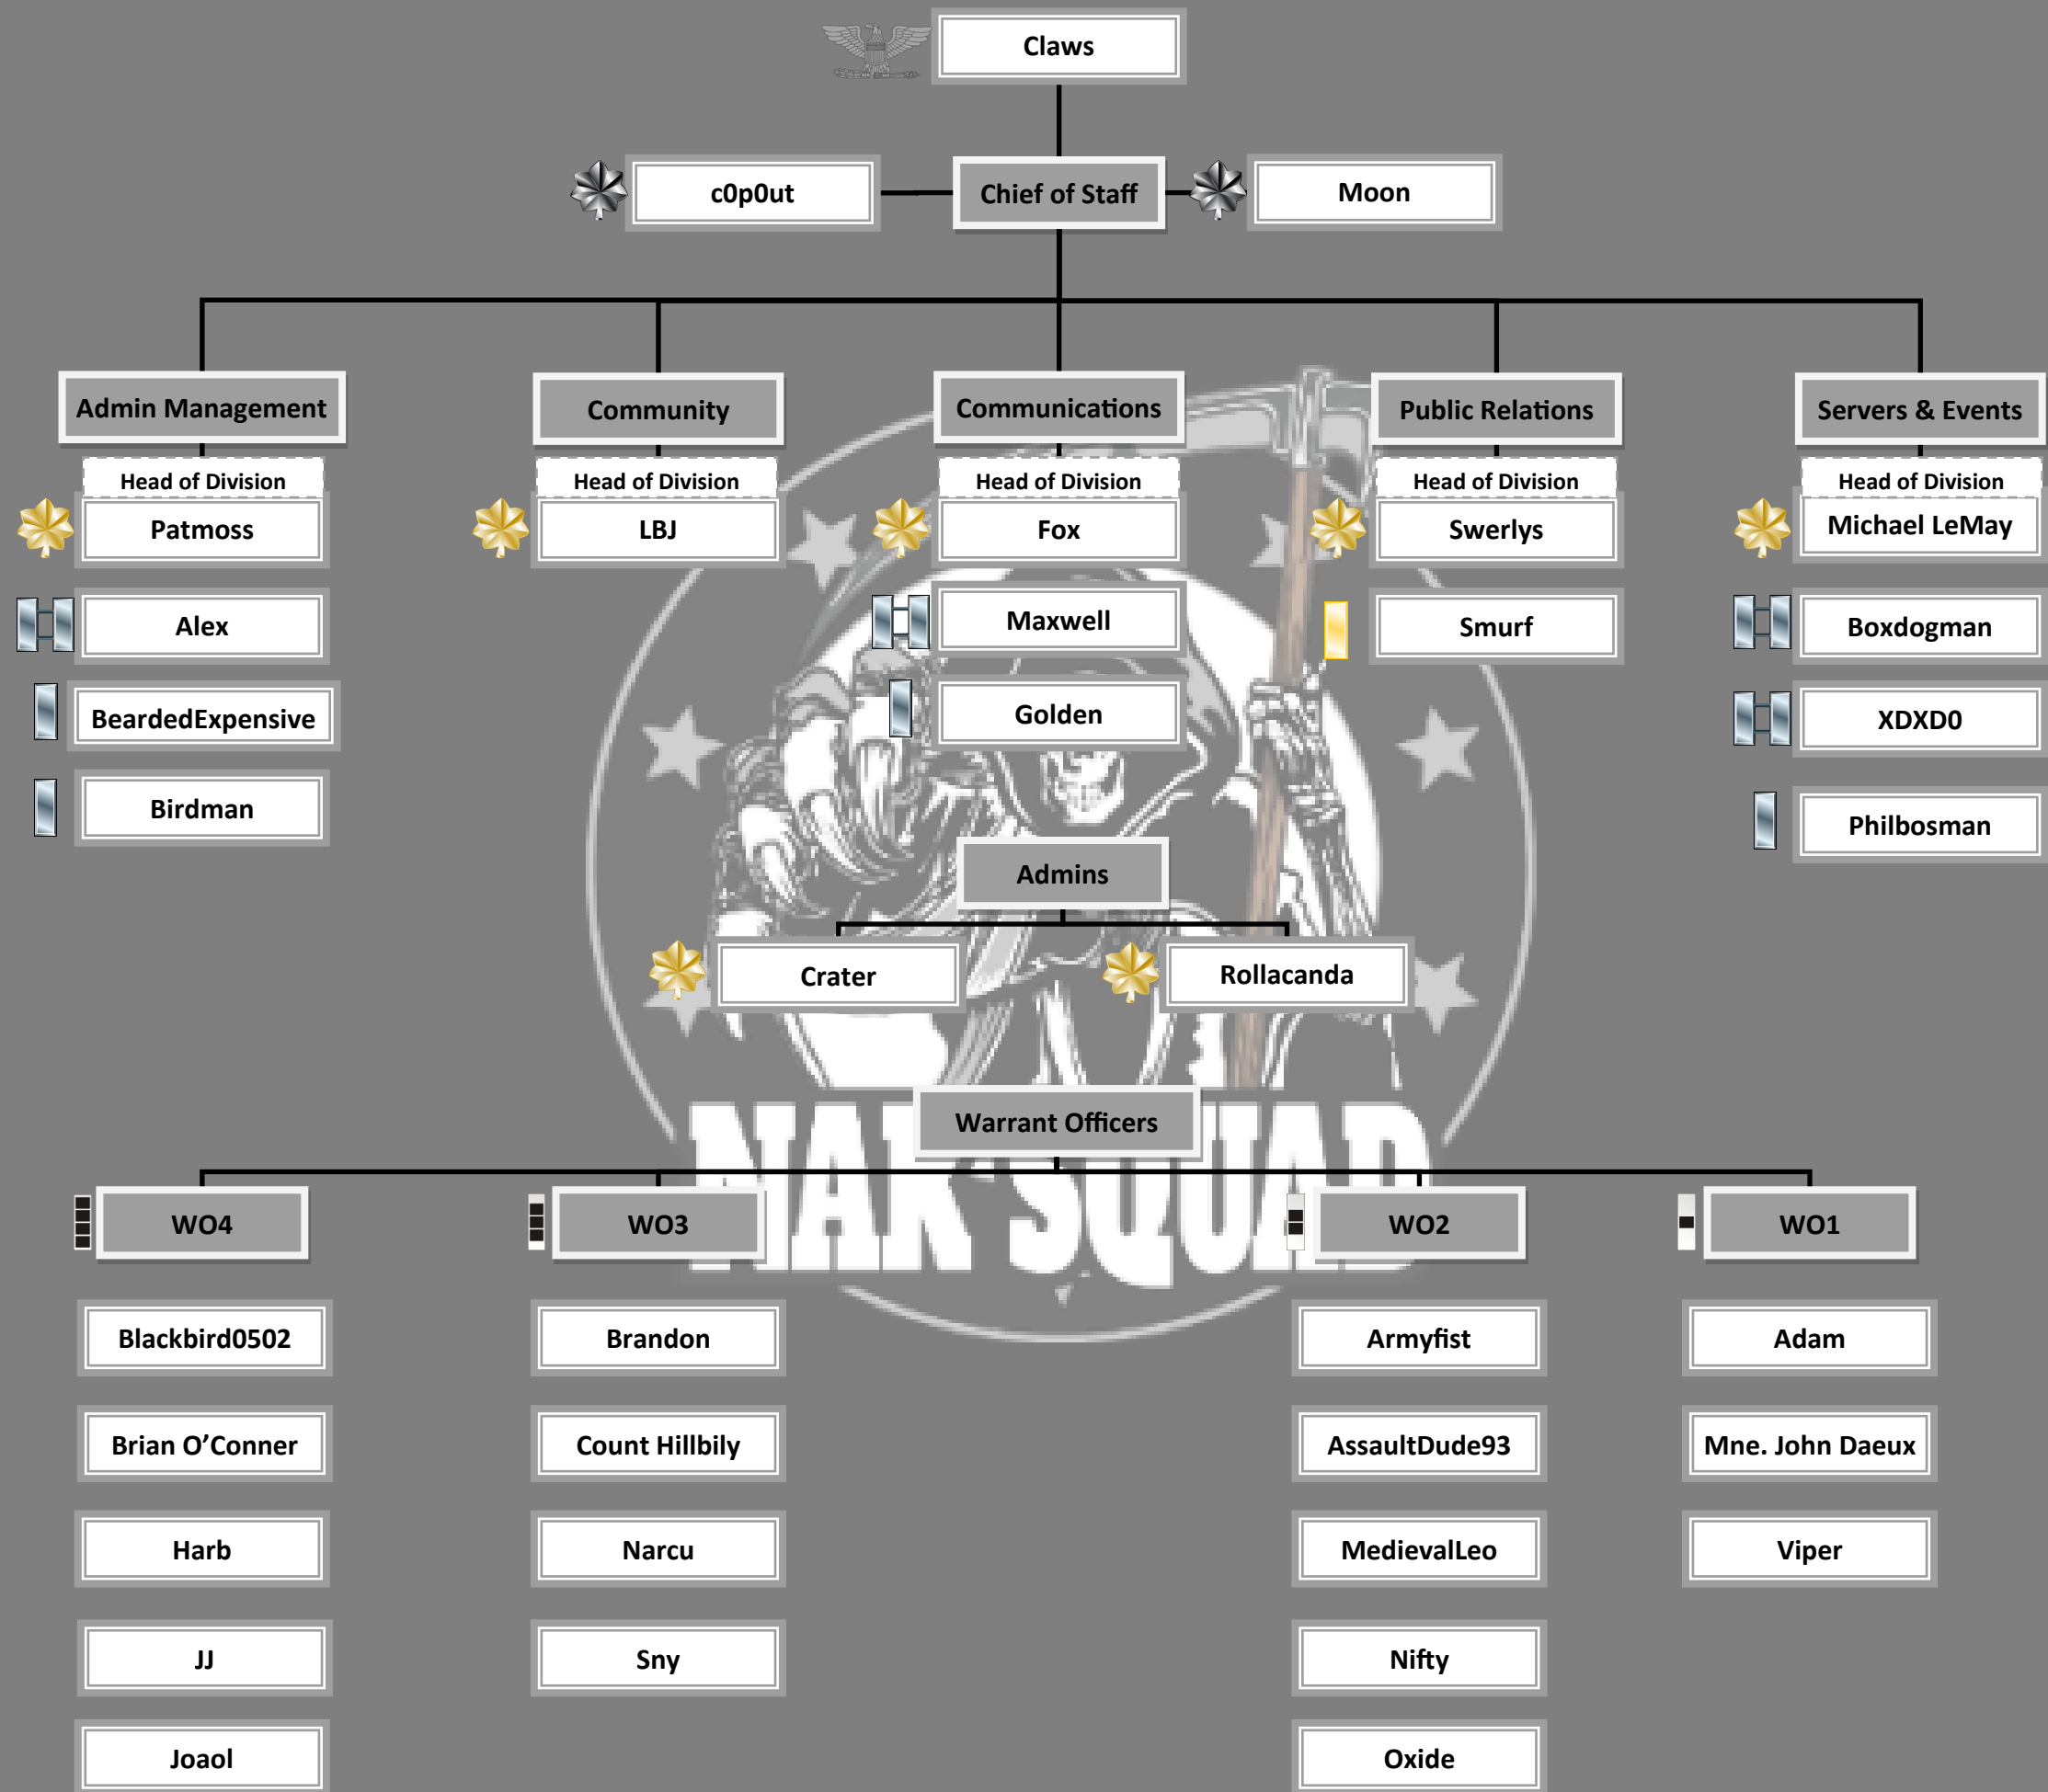 Claws
c0p0ut
Chief of Staff
Moon
Admin Management
Community
Communications
Public Relations
Servers & Events
Head of Division
Head of Division
Head of Division
Head of Division
Head of Division
Patmoss
LBJ
Fox
Swerlys
Michael LeMay
Alex
Maxwell
Smurf
Boxdogman
BeardedExpensive
Golden
XDXD0
Birdman
Philbosman
Admins
Crater
Rollacanda
Warrant Officers
NAK SQUAD
WO4
WO3
WO2
WO1
Blackbird0502
Brandon
Armyfist
Adam
Brian O’Conner
Count Hillbily
AssaultDude93
Mne. John Daeux
Harb
Narcu
MedievalLeo
Viper
JJ
Sny
Nifty
Joaol
Oxide